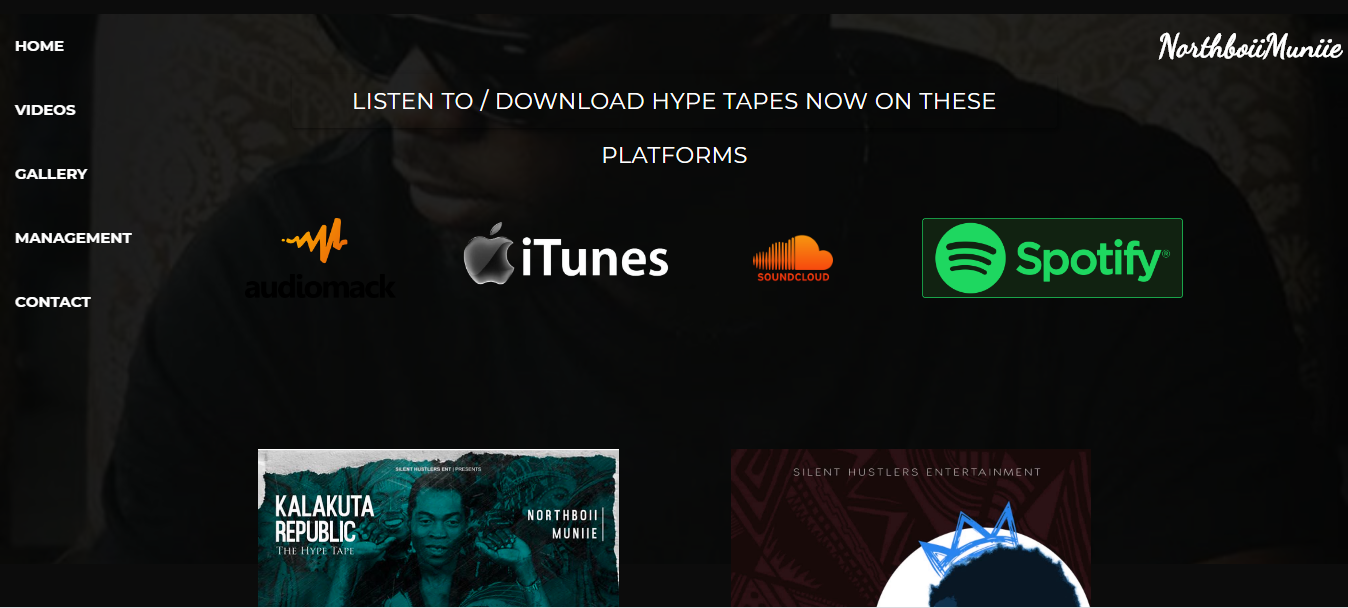 HOME
VIDEOS
GALLERY
MANAGEMENT
CONTACT
NorthboiiMuniie
LISTEN TO / DOWNLOAD HYPE TAPES NOW ON THESE
PLATFORMS
audiomack
iTunes
SOUNDCLOUD
Spotify®
SILENT HUSTLERS ENT | PRESENTS
KALAKUTA
REPUBLIC
THE HYPE TAPE
NORTHBOII
MUNIIE
SILENT HUSTLERS ENTERTAINMENT